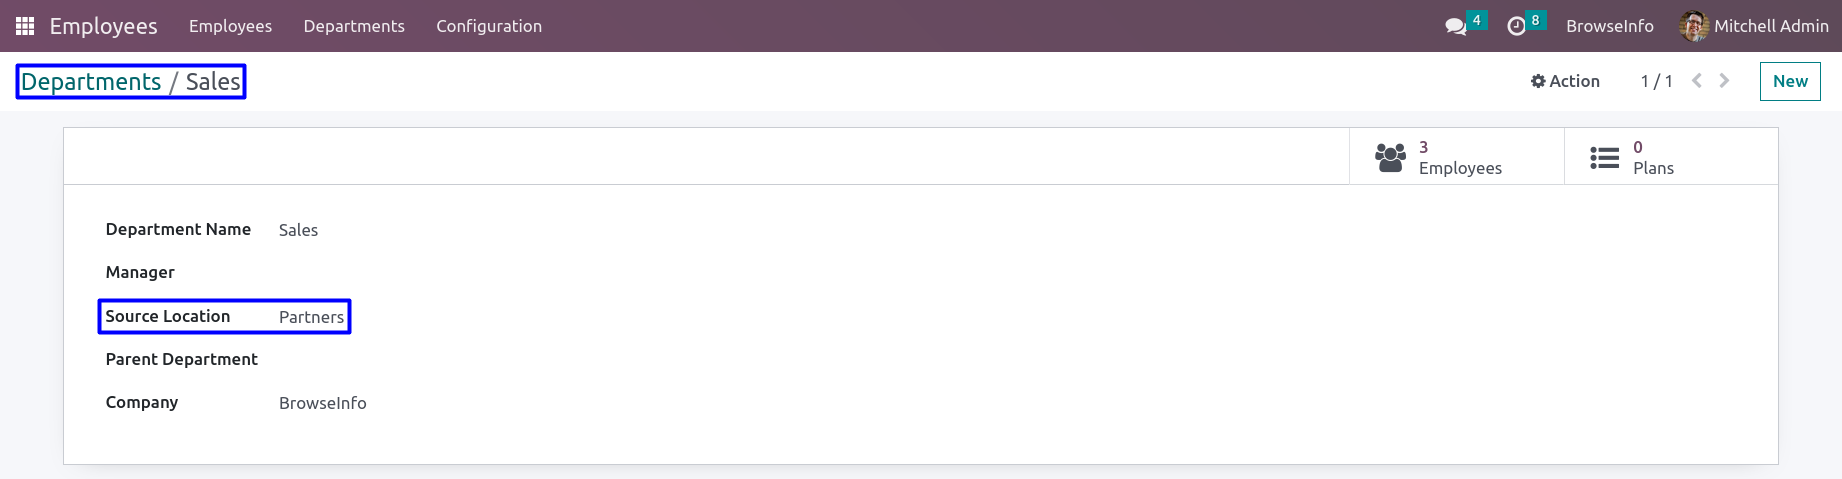 Employees Employees Departments Configuration 4 8 BrowseInfo Mitchell Admin
Departments / Sales Action 1 / 1 New
3
Employees
0
Plans
Department Name Sales
Manager
Source Location Partners
Parent Department
Company BrowseInfo